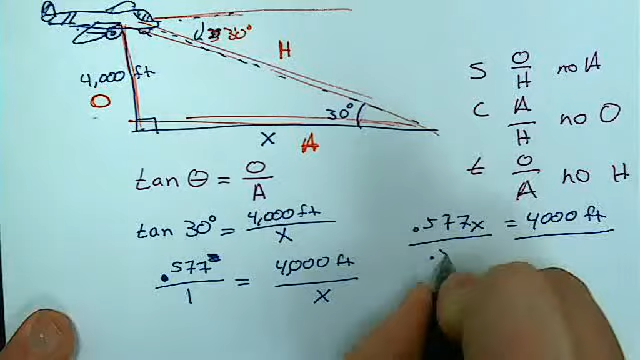 d=30°
H
4,000 ft
O
30°
x
A
S O/H no A
C A/H no O
t O/A no H
tan θ = O/A
tan 30° = 4,000 ft/x
.577/1 = 4,000 ft/x
.577x = 4000 ft